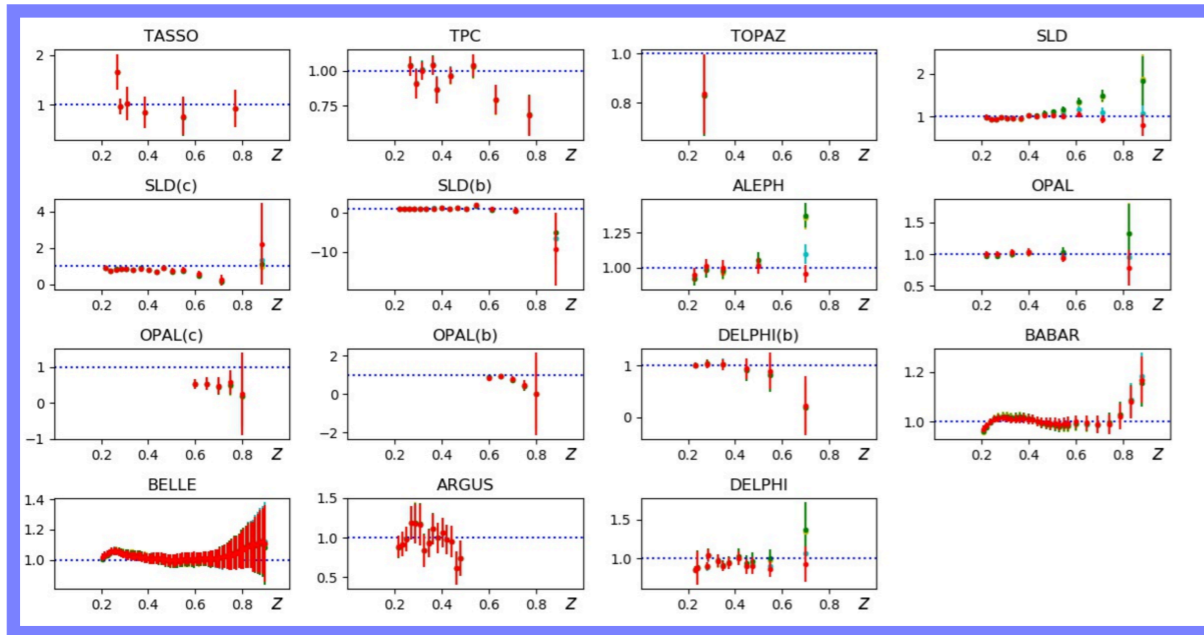 TASSO TPC TOPAZ SLD
2 1.00 1.0 2
1 0.75 0.8 1
0.2 0.4 0.6 0.8 Z 0.2 0.4 0.6 0.8 Z 0.2 0.4 0.6 0.8 Z 0.2 0.4 0.6 0.8 Z
SLD(c) SLD(b) ALEPH OPAL
4 0 1.25 1.5
2 −10 1.00 1.0
0 0.5
0.2 0.4 0.6 0.8 Z 0.2 0.4 0.6 0.8 Z 0.2 0.4 0.6 0.8 Z 0.2 0.4 0.6 0.8 Z
OPAL(c) OPAL(b) DELPHI(b) BABAR
1 2 1 1.2
0 0 0 1.0
−1 −2
0.2 0.4 0.6 0.8 Z 0.2 0.4 0.6 0.8 Z 0.2 0.4 0.6 0.8 Z 0.2 0.4 0.6 0.8 Z
BELLE ARGUS DELPHI
1.4 1.5 1.5
1.2 1.0 1.0
1.0 0.5
0.2 0.4 0.6 0.8 Z 0.2 0.4 0.6 0.8 Z 0.2 0.4 0.6 0.8 Z